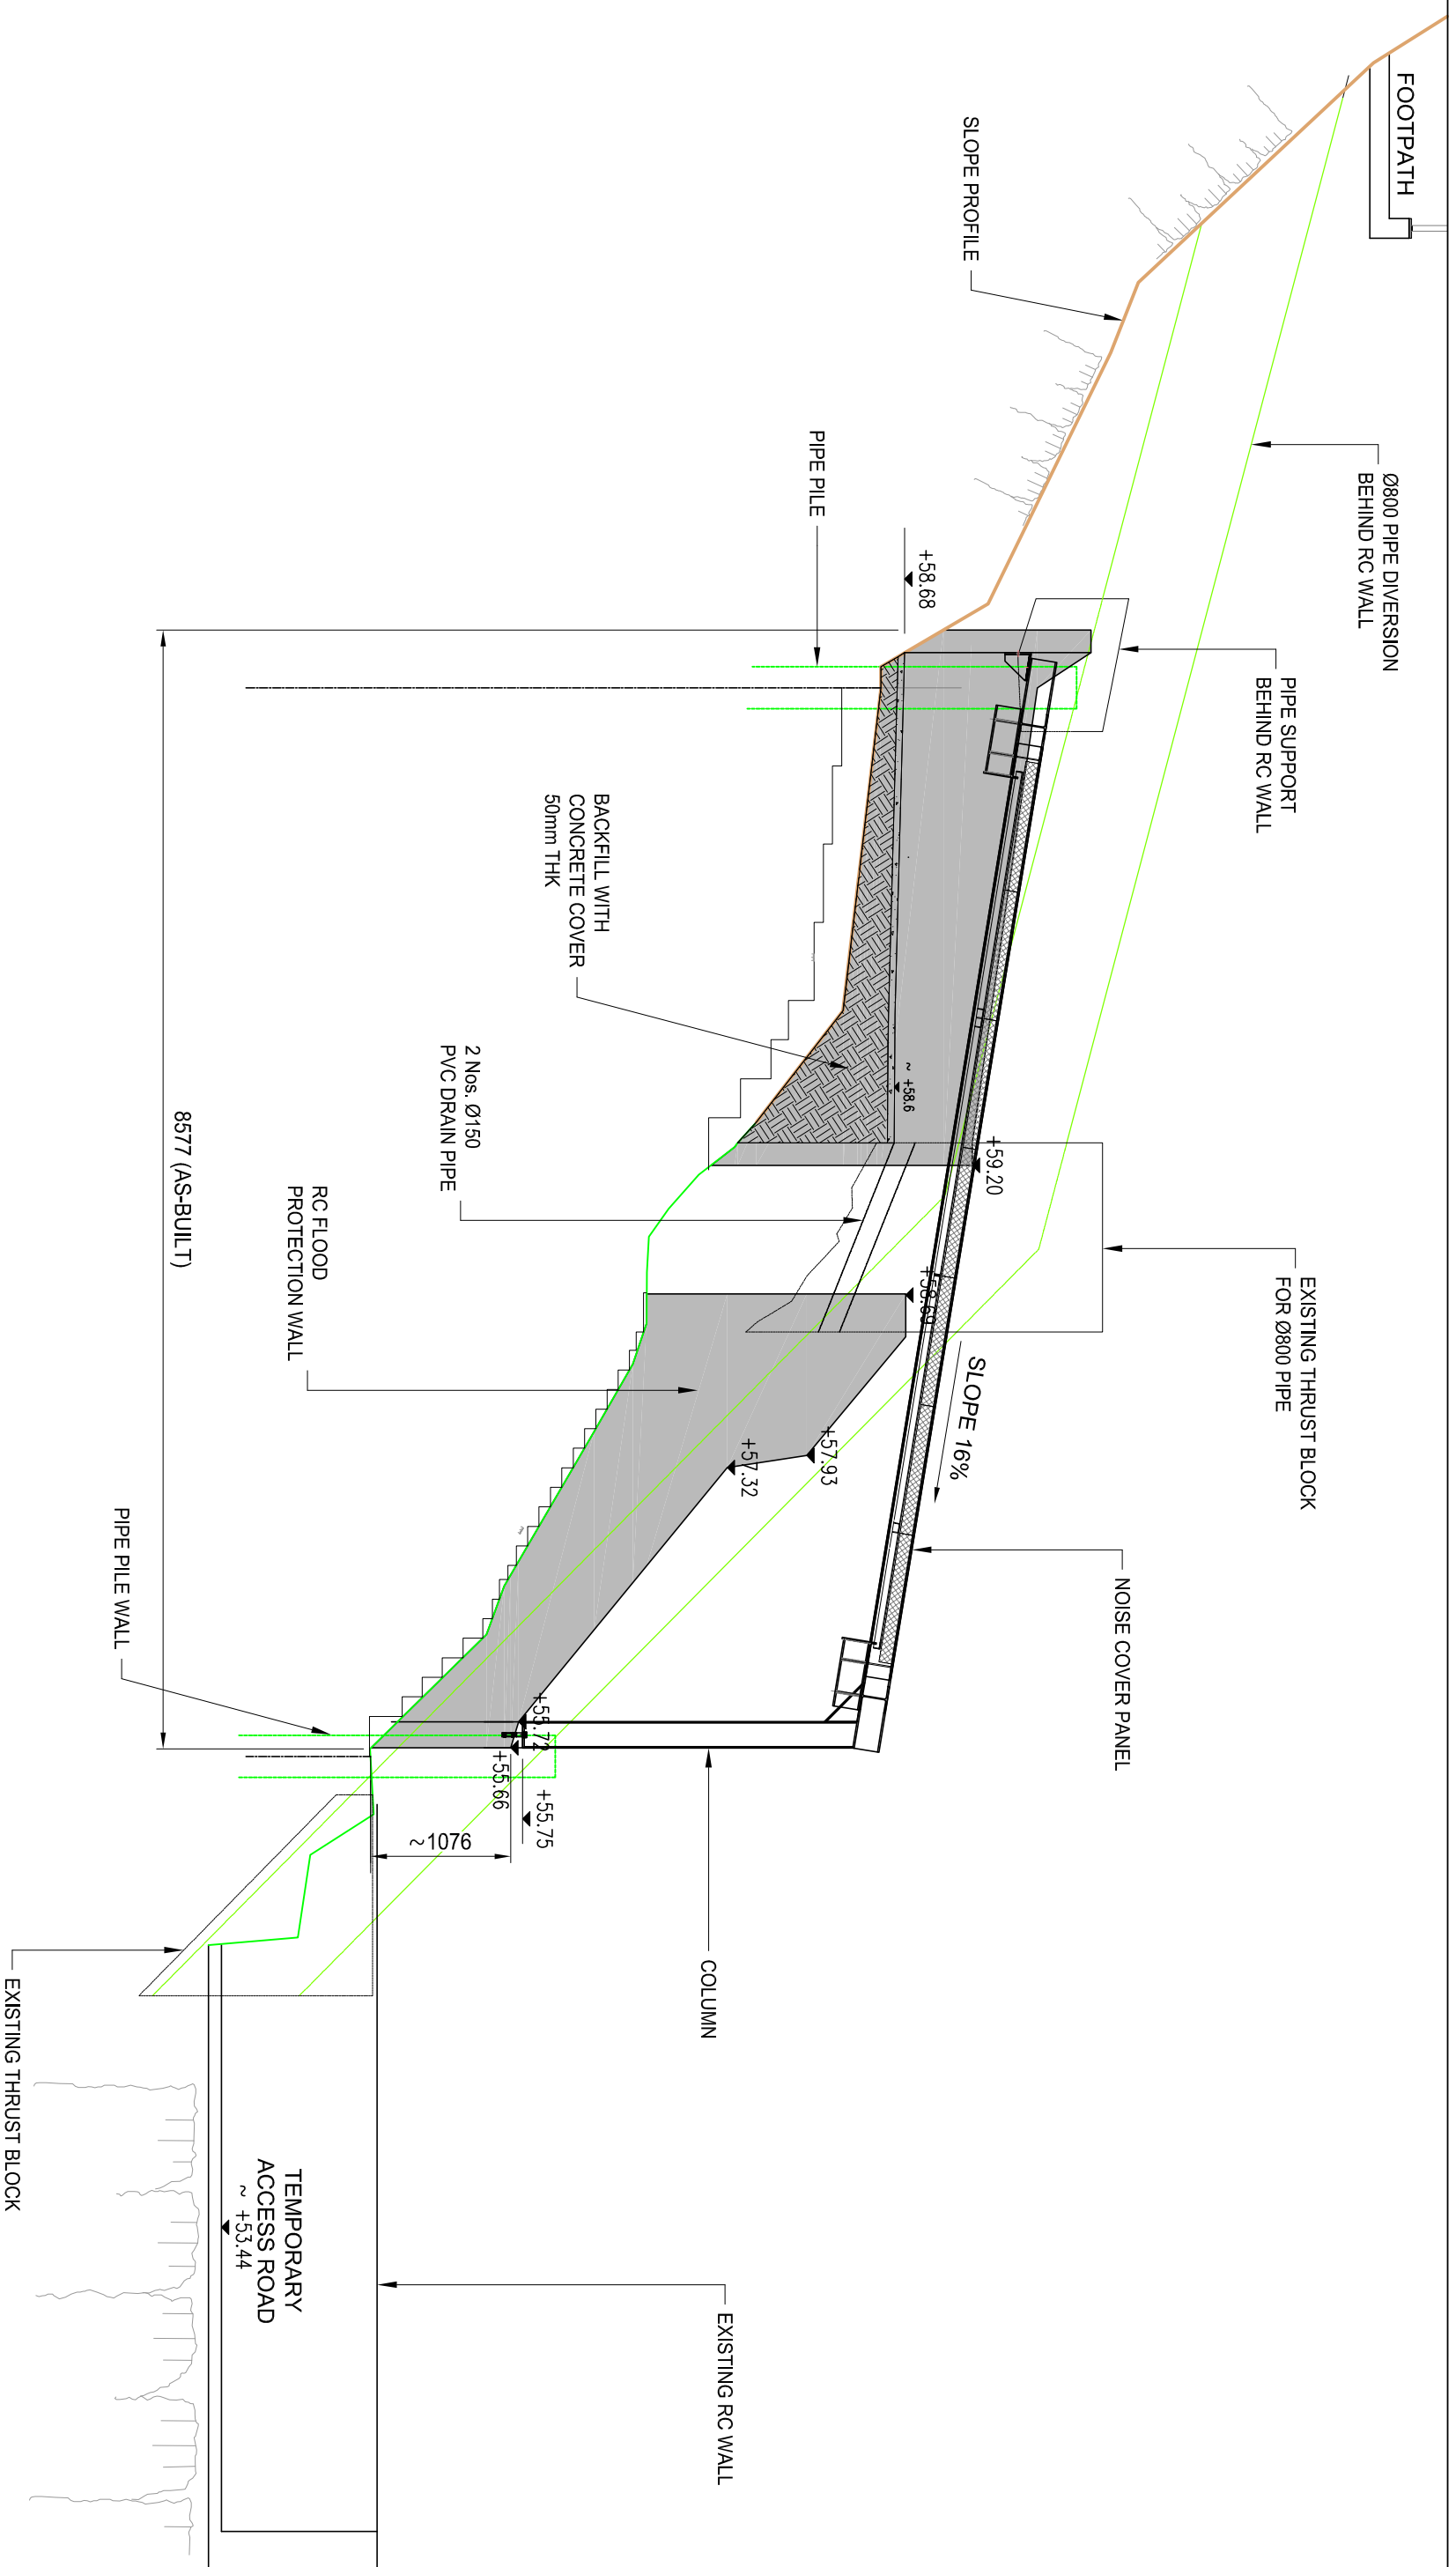 FOOTPATH
SLOPE PROFILE
Ø800 PIPE DIVERSION
BEHIND RC WALL
PIPE PILE
+58.68
PIPE SUPPORT
BEHIND RC WALL
BACKFILL WITH
CONCRETE COVER
50mm THK
~ +58.6
+59.20
2 Nos. Ø150
PVC DRAIN PIPE
8577 (AS-BUILT)
RC FLOOD
PROTECTION WALL
EXISTING THRUST BLOCK
FOR Ø800 PIPE
+58.69
SLOPE 16%
+57.93
+57.32
NOISE COVER PANEL
PIPE PILE WALL
+55.72
+55.66
+55.75
~1076
COLUMN
EXISTING THRUST BLOCK
TEMPORARY
ACCESS ROAD
~ +53.44
EXISTING RC WALL